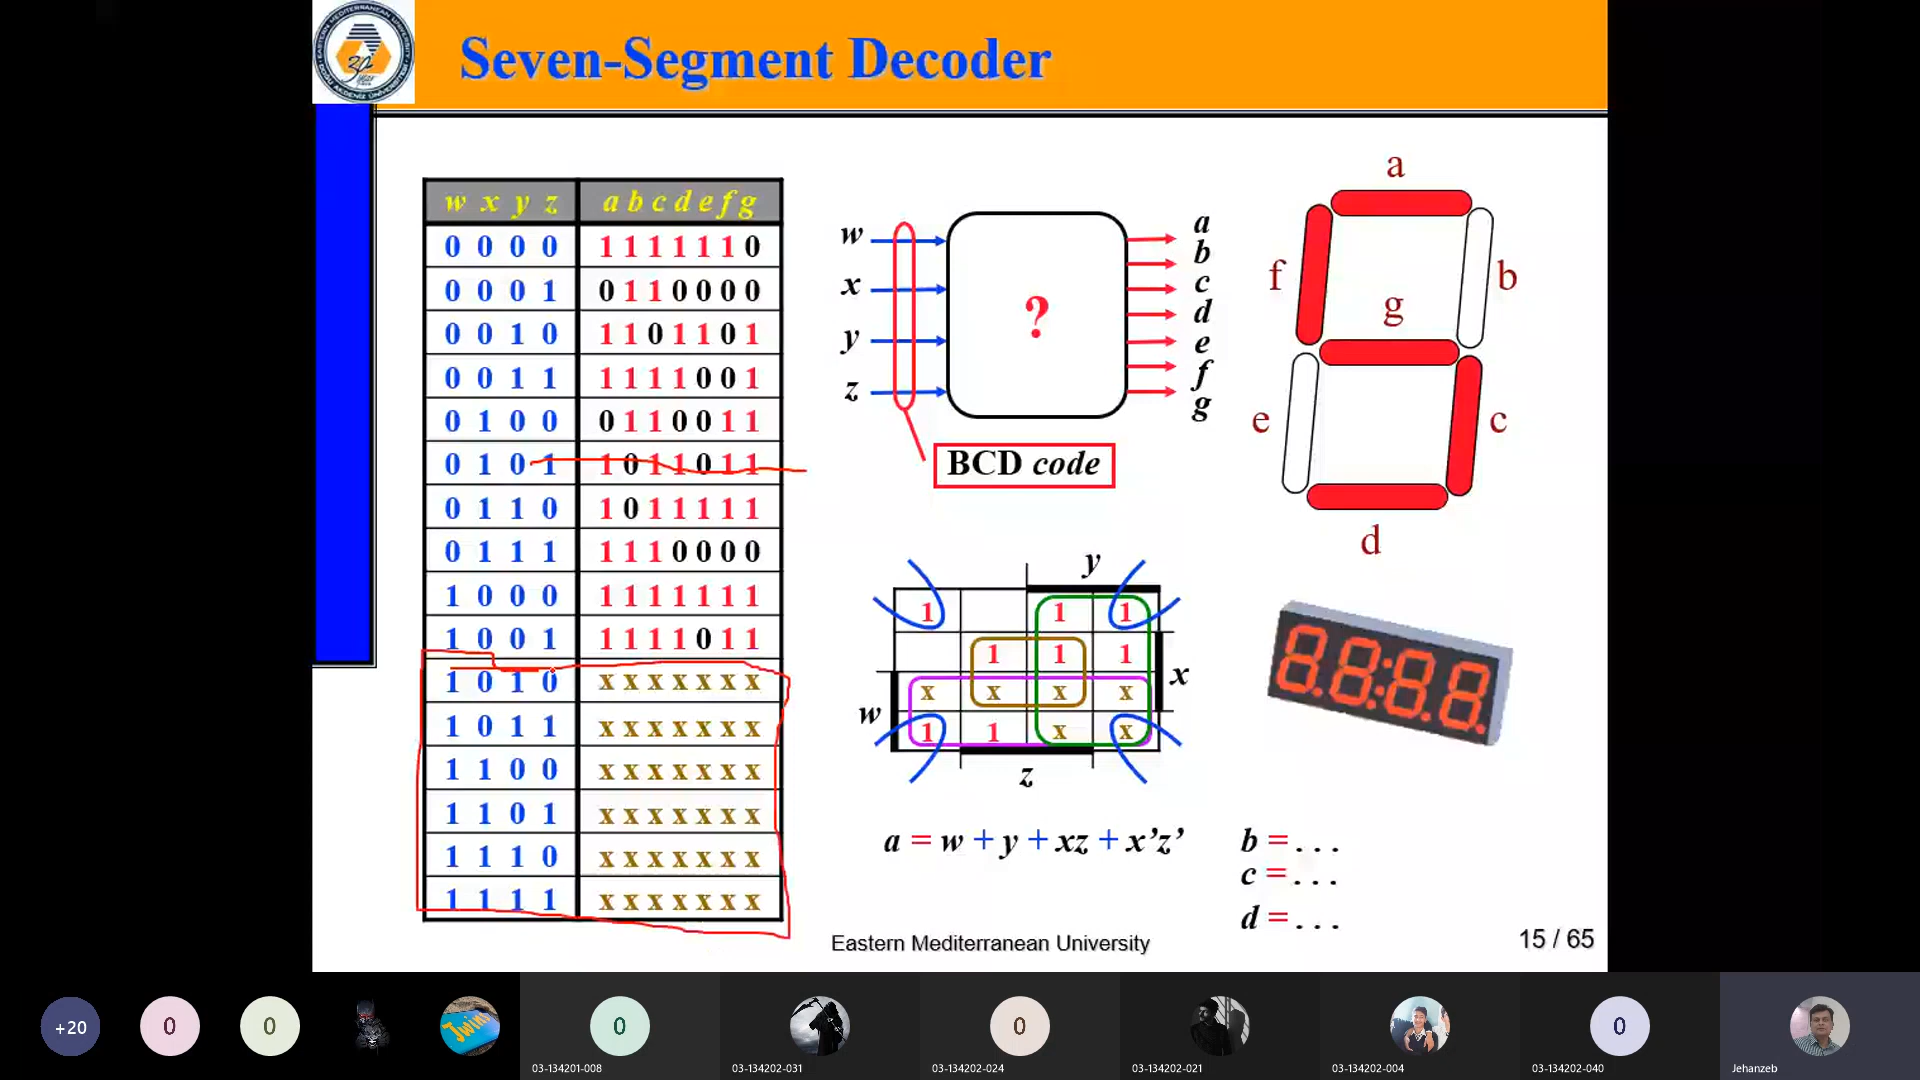 Seven-Segment Decoder
w x y z a b c d e f g
0 0 0 0 1 1 1 1 1 1 0
0 0 0 1 0 1 1 0 0 0 0
0 0 1 0 1 1 0 1 1 0 1
0 0 1 1 1 1 1 1 0 0 1
0 1 0 0 0 1 1 0 0 1 1
0 1 0 1 1 0 1 1 0 1 1
0 1 1 0 1 0 1 1 1 1 1
0 1 1 1 1 1 1 0 0 0 0
1 0 0 0 1 1 1 1 1 1 1
1 0 0 1 1 1 1 1 0 1 1
1 0 1 0 x x x x x x x
1 0 1 1 x x x x x x x
1 1 0 0 x x x x x x x
1 1 0 1 x x x x x x x
1 1 1 0 x x x x x x x
1 1 1 1 x x x x x x x
w
x
y
z
?
a
b
c
d
e
f
g
BCD code
a
f
b
g
e
c
d
y
1 1 1
1 1 1
x
x x x x
w
1 1 x x
z
8.8:8.8.
a = w + y + xz + x’z’
b = . . .
c = . . .
d = . . .
Eastern Mediterranean University
15 / 65
+20
0
0
Twins
0
0
0
03-134201-008
03-134202-031
03-134202-024
03-134202-021
03-134202-004
03-134202-040
Jehanzeb